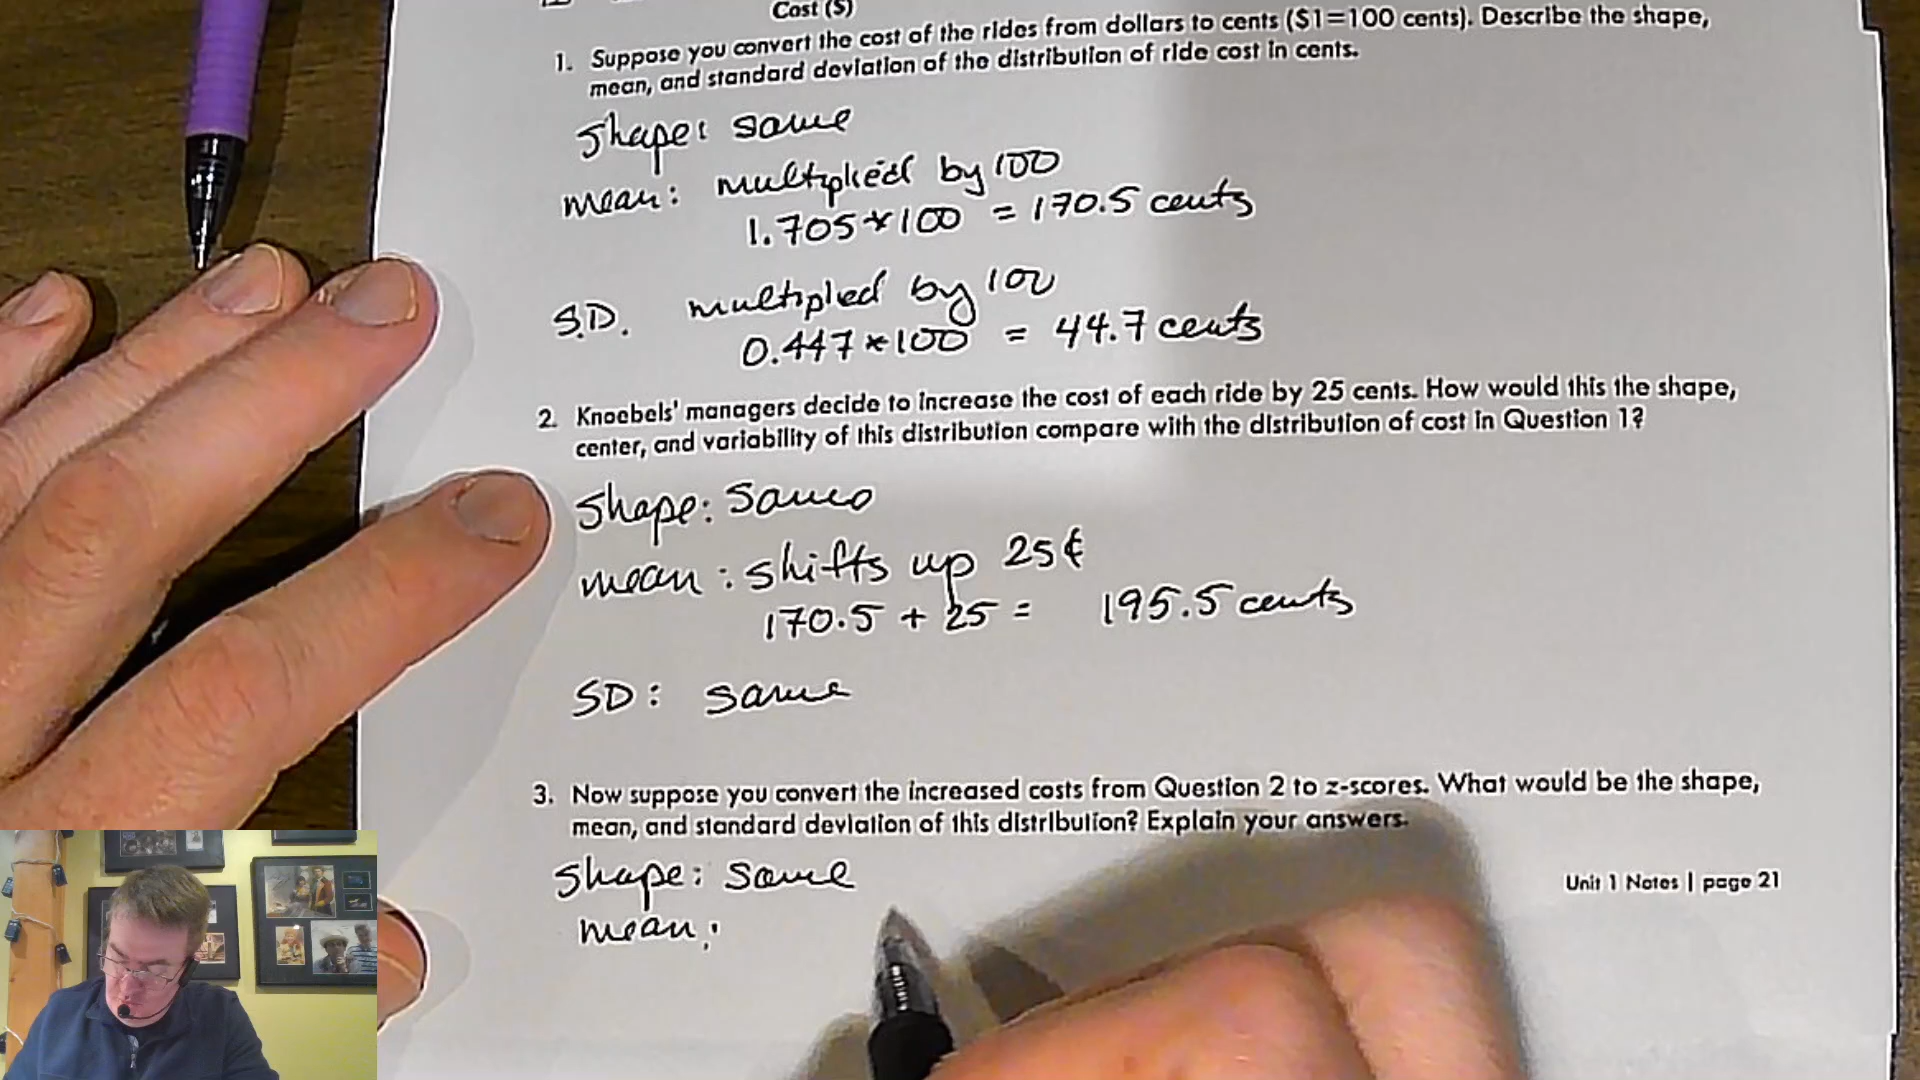 Cost ($)
1. Suppose you convert the cost of the rides from dollars to cents ($1=100 cents). Describe the shape,
mean, and standard deviation of the distribution of ride cost in cents.
Shape: same
mean: multiplied by 100
1.705*100 = 170.5 cents
S.D. multiplied by 100
0.447*100 = 44.7 cents
2. Knoebels' managers decide to increase the cost of each ride by 25 cents. How would this the shape,
center, and variability of this distribution compare with the distribution of cost in Question 1?
Shape: Same
mean: shifts up 25¢
170.5 + 25 = 195.5 cents
SD: same
3. Now suppose you convert the increased costs from Question 2 to z-scores. What would be the shape,
mean, and standard deviation of this distribution? Explain your answers.
Shape: Same
Unit 1 Notes | page 21
mean: